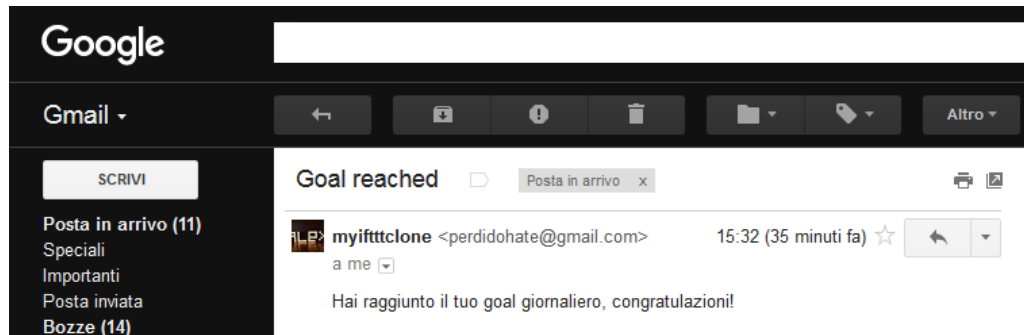 Google
Gmail
Altro
SCRIVI
Goal reached
Posta in arrivo x
Posta in arrivo (11)
Speciali
Importanti
Posta inviata
Bozze (14)
myiftttclone <perdidohate@gmail.com>
15:32 (35 minuti fa)
a me
Hai raggiunto il tuo goal giornaliero, congratulazioni!